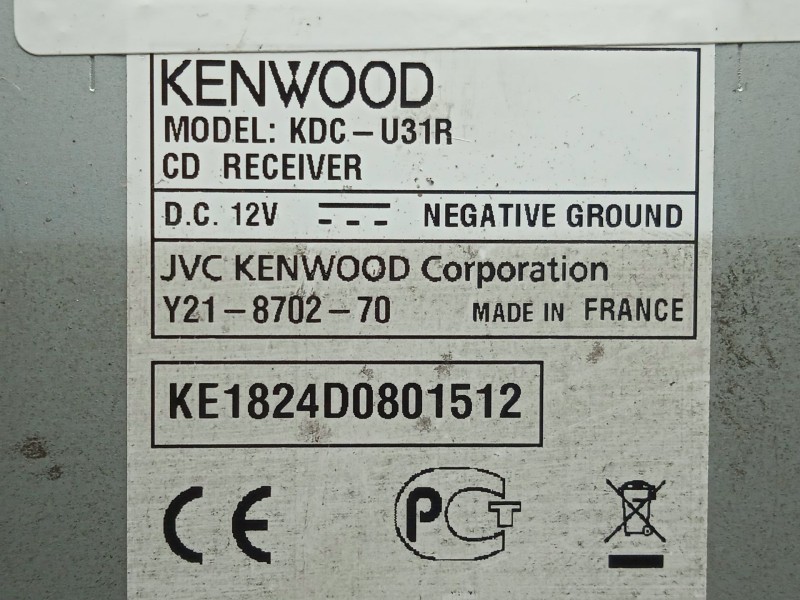 KENWOOD
MODEL: KDC-U31R
CD RECEIVER
D.C. 12V NEGATIVE GROUND
JVC KENWOOD Corporation
Y21-8702-70 MADE IN FRANCE
KE1824D0801512
CE PCT